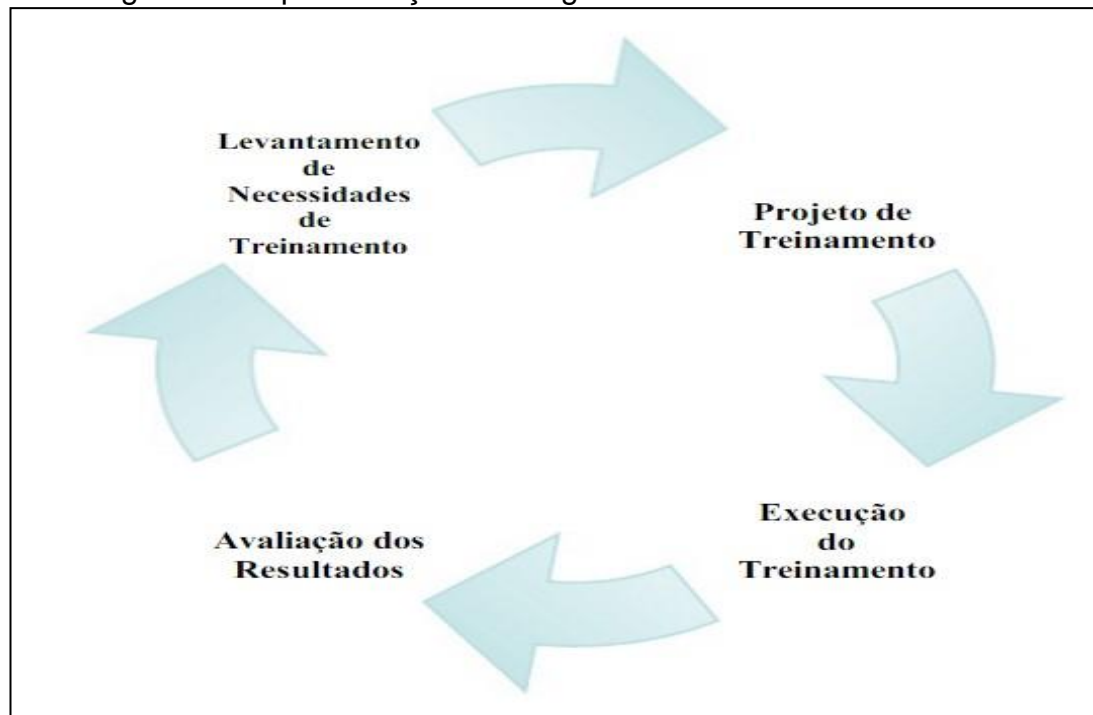 Levantamento
de
Necessidades
de
Treinamento
Projeto de
Treinamento
Execução
do
Treinamento
Avaliação dos
Resultados